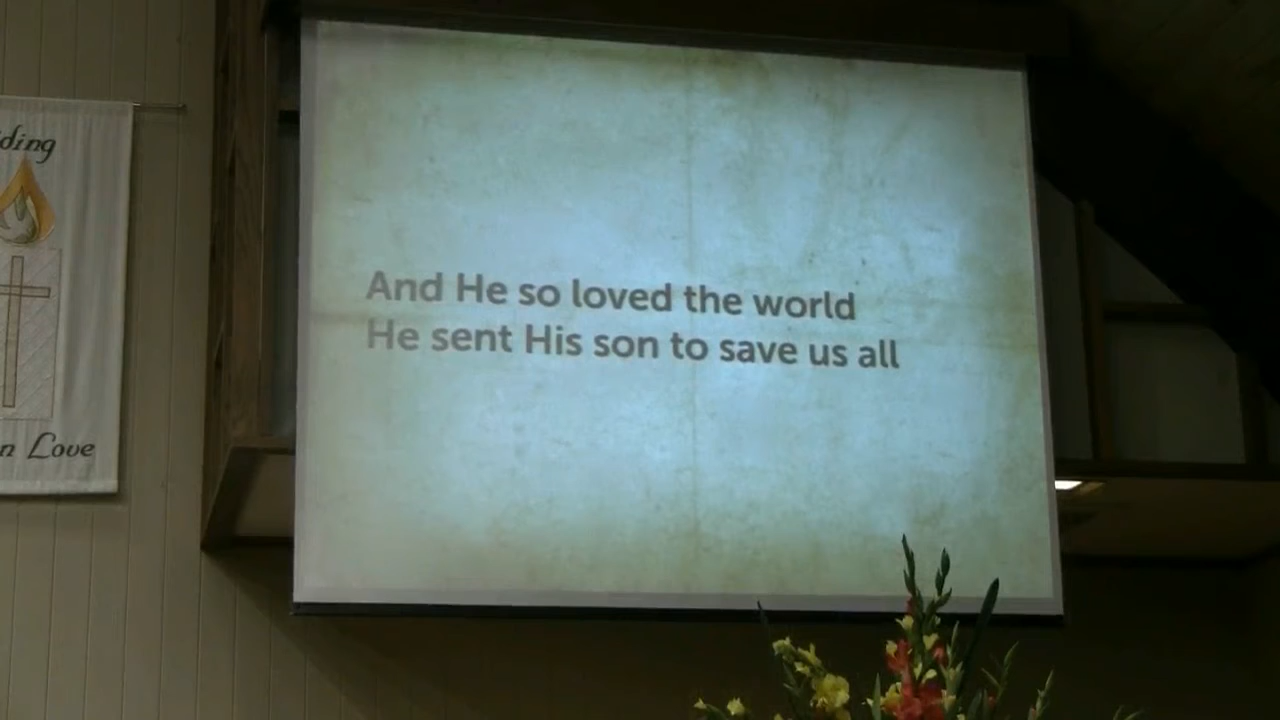 ding
n Love
And He so loved the world
He sent His son to save us all